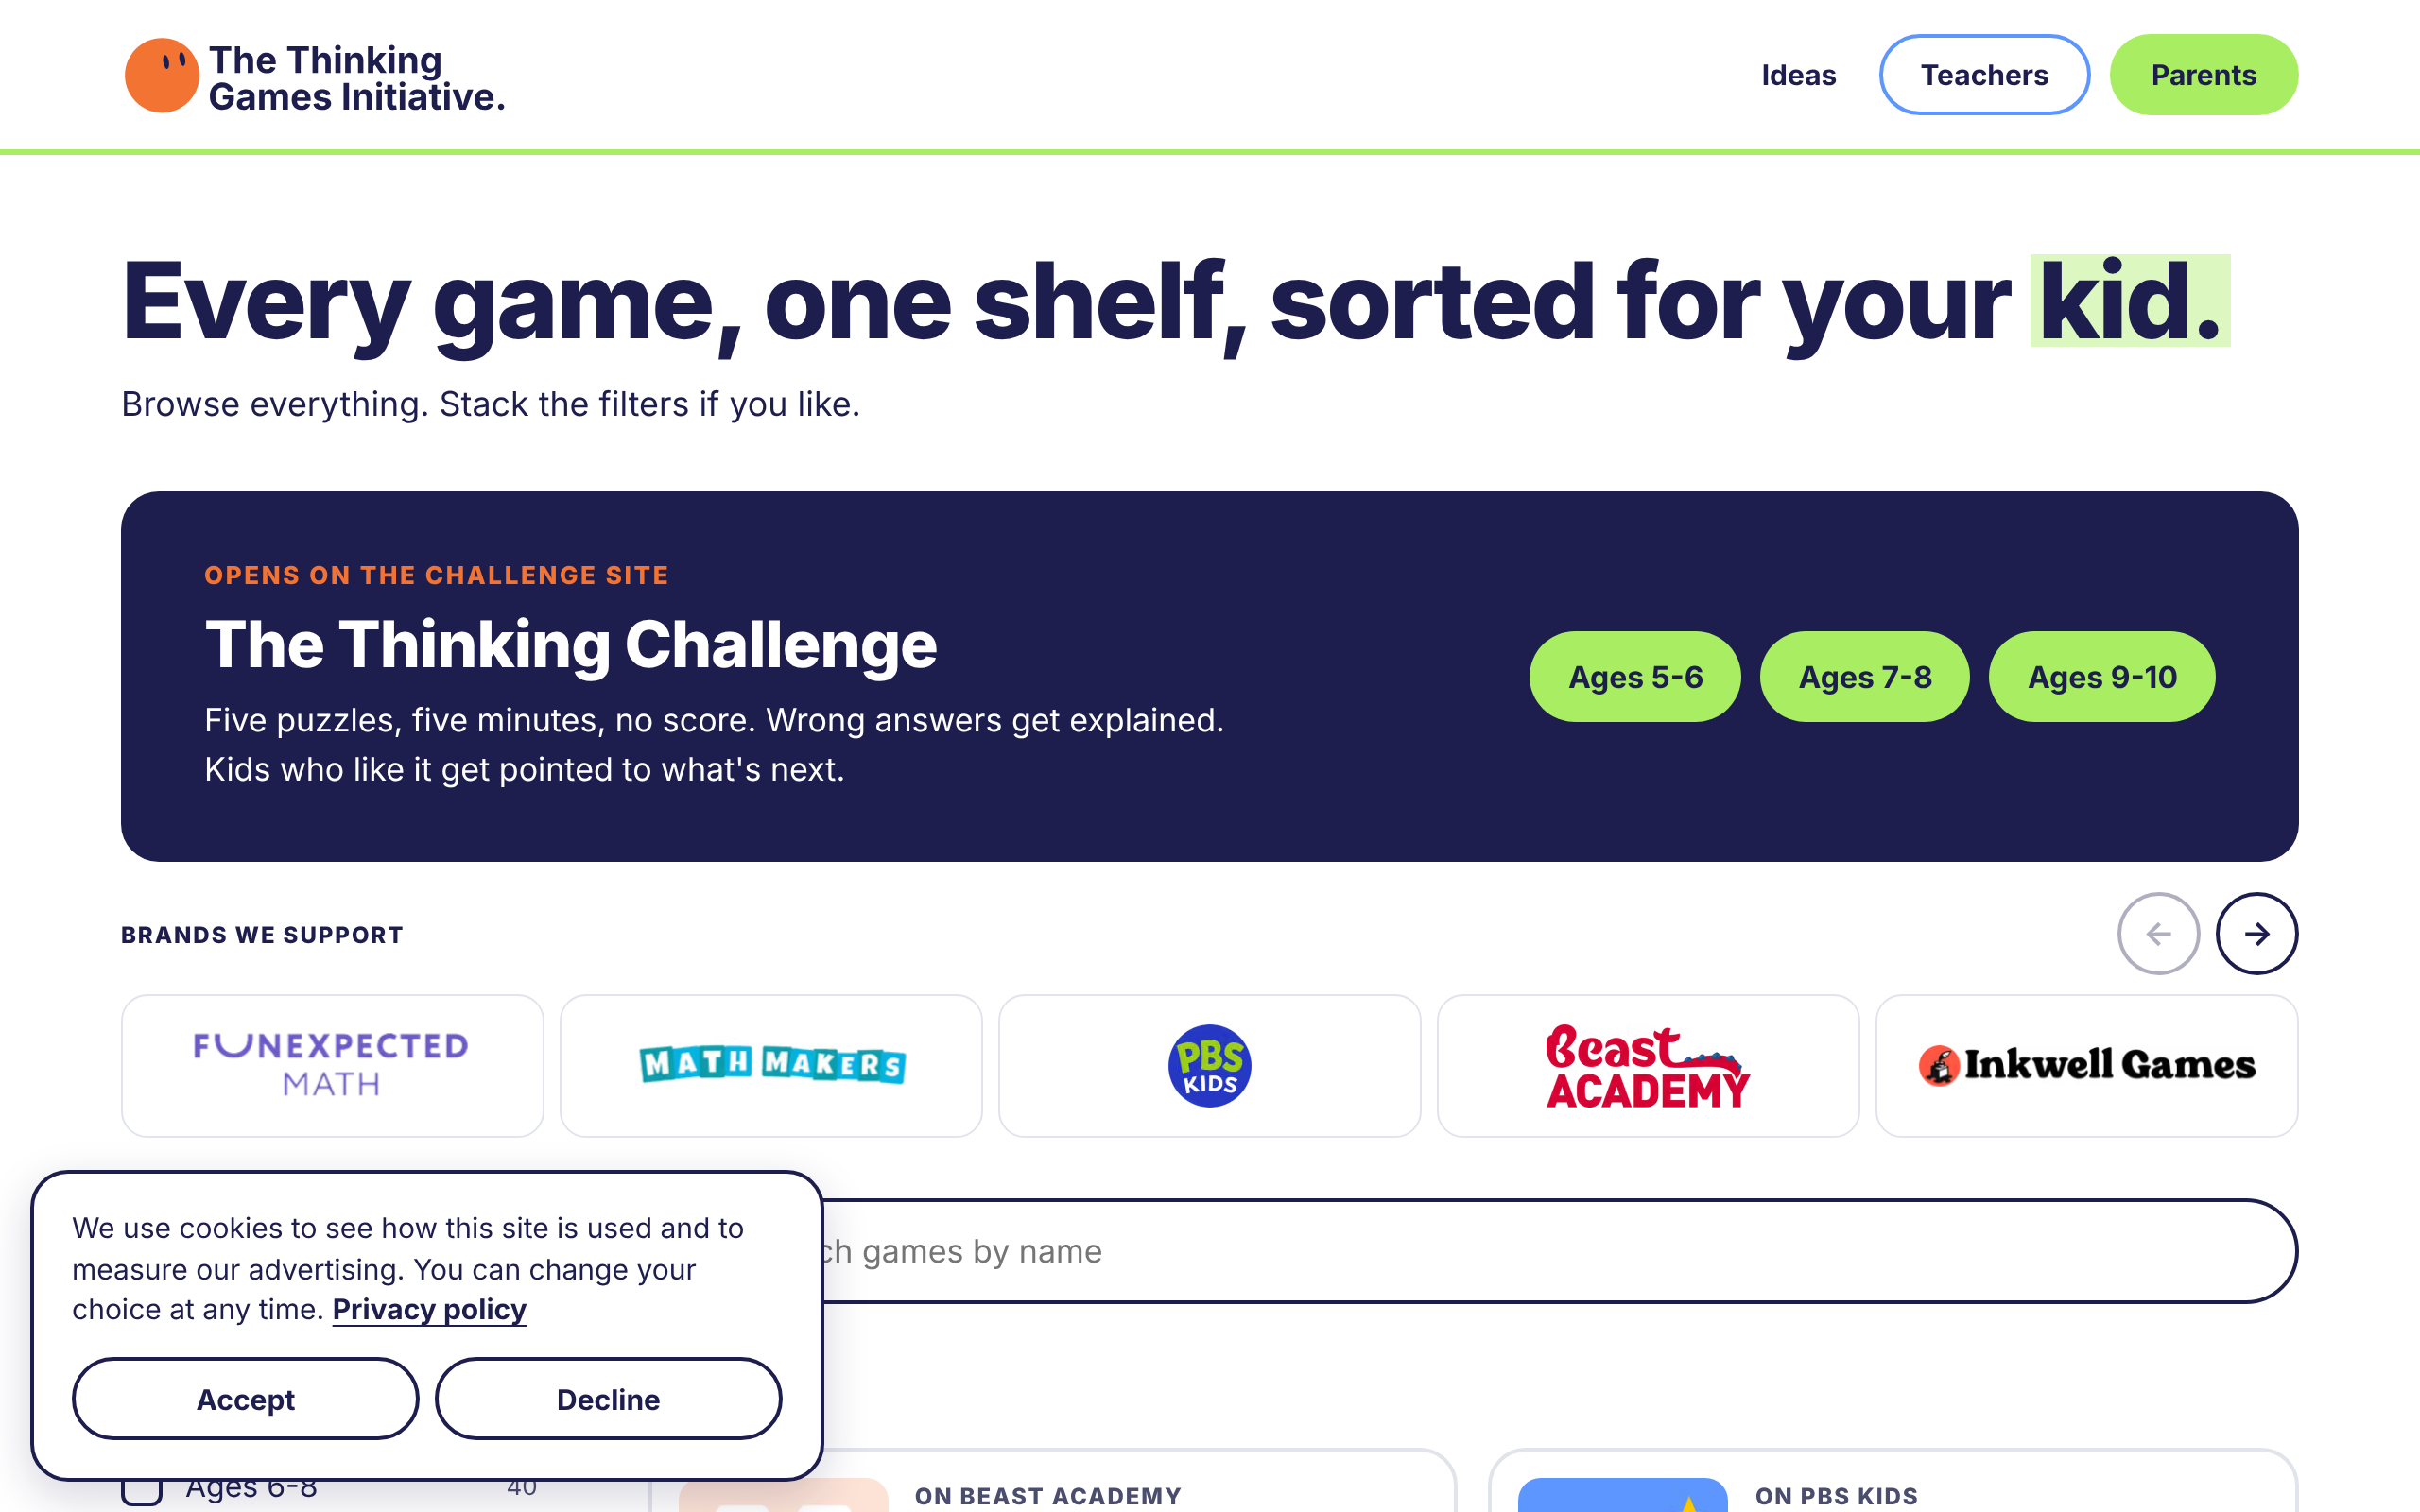 The Thinking
Games Initiative.
Ideas
Teachers
Parents
Every game, one shelf, sorted for your kid.
Browse everything. Stack the filters if you like.
OPENS ON THE CHALLENGE SITE
The Thinking Challenge
Five puzzles, five minutes, no score. Wrong answers get explained.
Kids who like it get pointed to what's next.
Ages 5-6
Ages 7-8
Ages 9-10
BRANDS WE SUPPORT
FUNEXPECTED
MATH
MATH MAKERS
PBS
KIDS
Beast
ACADEMY
Inkwell Games
We use cookies to see how this site is used and to
measure our advertising. You can change your
choice at any time. Privacy policy
Accept
Decline
games by name
Ages 6-8
40
ON BEAST ACADEMY
ON PBS KIDS